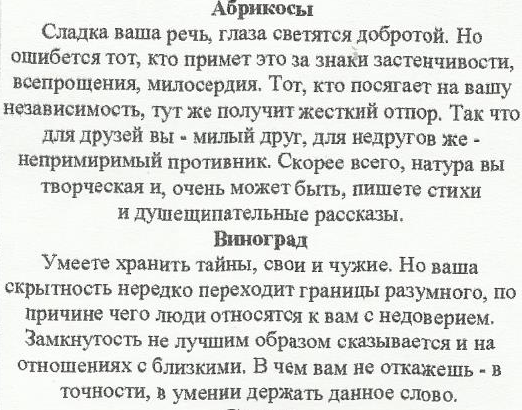 Абрикосы
Сладка ваша речь, глаза светятся добротой. Но
ошибется тот, кто примет это за знаки застенчивости,
всепрощения, милосердия. Тот, кто посягает на вашу
независимость, тут же получит жесткий отпор. Так что
для друзей вы - милый друг, для недругов же -
непримиримый противник. Скорее всего, натура вы
творческая и, очень может быть, пишете стихи
и душещипательные рассказы.
Виноград
Умеете хранить тайны, свои и чужие. Но ваша
скрытность нередко переходит границы разумного, по
причине чего люди относятся к вам с недоверием.
Замкнутость не лучшим образом сказывается и на
отношениях с близкими. В чем вам не откажешь - в
точности, в умении держать данное слово.